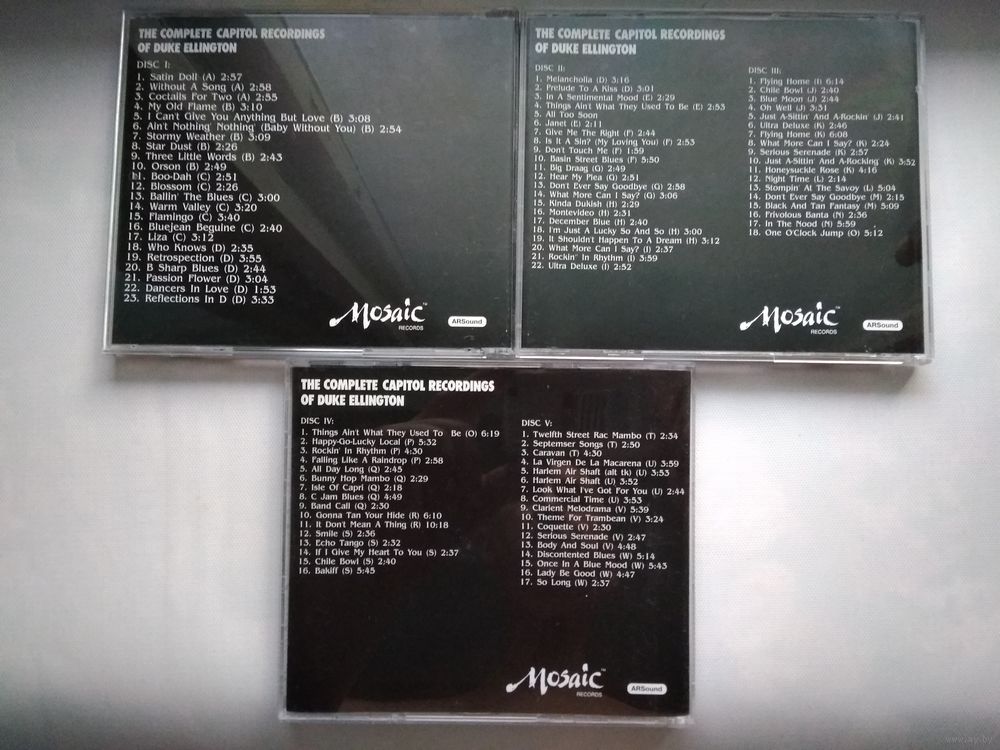 THE COMPLETE CAPITOL RECORDINGS
OF DUKE ELLINGTON
DISC I:
1. Satin Doll (A) 2:57
2. Without A Song (A) 2:58
3. Coctails For Two (A) 2:55
4. My Old Flame (B) 3:10
5. I Can't Give You Anything But Love (B) 3:08
6. Ain't Nothing' Nothing' (Baby Without You) (B) 2:54
7. Stormy Weather (B) 3:09
8. Star Dust (B) 2:26
9. Three Little Words (B) 2:43
10. Orson (B) 2:49
11. Boo-Dah (C) 2:51
12. Blossom (C) 2:26
13. Ballin' The Blues (C) 3:00
14. Warm Valley (C) 3:20
15. Flamingo (C) 3:40
16. Bluejean Beguine (C) 2:40
17. Liza (C) 3:12
18. Who Knows (D) 2:35
19. Retrospection (D) 3:55
20. B Sharp Blues (D) 2:44
21. Passion Flower (D) 3:04
22. Dancers In Love (D) 1:53
23. Reflections In D (D) 3:33
Mosaic™
RECORDS
ARSound
THE COMPLETE CAPITOL RECORDINGS
OF DUKE ELLINGTON
DISC II:
1. Melancholia (D) 3:16
2. Prelude To A Kiss (D) 3:01
3. In A Sentimental Mood (E) 2:29
4. Things Ain't What They Used To Be (E) 2:53
5. All Too Soon
6. Janet (E) 2:11
7. Give Me The Right (F) 2:44
8. Is It A Sin? (My Loving You) (F) 2:53
9. Don't Touch Me (F) 1:59
10. Basin Street Blues (F) 5:50
11. Big Draag (G) 2:49
12. Hear My Plea (G) 2:51
13. Don't Ever Say Goodbye (G) 2:58
14. What More Can I Say? (G) 3:06
15. Kinda Dukish (H) 2:29
16. Montevideo (H) 2:31
17. December Blue (H) 2:40
18. I'm Just A Lucky So And So (H) 3:00
19. It Shouldn't Happen To A Dream (H) 3:12
20. What More Can I Say? (I) 2:37
21. Rockin' In Rhythm (I) 3:59
22. Ultra Deluxe (I) 2:52
DISC III:
1. Flying Home (I) 6:14
2. Chile Bowl (J) 2:40
3. Blue Moon (J) 2:44
4. Oh Well (J) 3:31
5. Just A-Sittin' And A-Rockin' (J) 2:41
6. Ultra Deluxe (K) 2:46
7. Flying Home (K) 6:08
8. What More Can I Say? (K) 2:24
9. Serious Serenade (K) 2:57
10. Just A-Sittin' And A-Rocking' (K) 3:52
11. Honeysuckle Rose (K) 4:16
12. Night Time (L) 2:14
13. Stompin' At The Savoy (L) 5:04
14. Don't Ever Say Goodbye (M) 2:15
15. Black And Tan Fantasy (M) 5:09
16. Frivolous Banta (N) 2:36
17. In The Nood (N) 5:59
18. One O'Clock Jump (O) 5:12
Mosaic™
RECORDS
ARSound
THE COMPLETE CAPITOL RECORDINGS
OF DUKE ELLINGTON
DISC IV:
1. Things Ain't What They Used To Be (O) 6:19
2. Happy-Go-Lucky Local (P) 5:32
3. Rockin' In Rhythm (P) 4:30
4. Falling Like A Raindrop (P) 2:58
5. All Day Long (Q) 2:45
6. Bunny Hop Mambo (Q) 2:29
7. Isle Of Capri (Q) 2:18
8. C Jam Blues (Q) 4:49
9. Band Call (Q) 2:30
10. Gonna Tan Your Hide (R) 6:10
11. It Don't Mean A Thing (R) 10:18
12. Smile (S) 2:36
13. Echo Tango (S) 2:32
14. If I Give My Heart To You (S) 2:37
15. Chile Bowl (S) 2:40
16. Bakiff (S) 5:45
DISC V:
1. Twelfth Street Rac Mambo (T) 2:34
2. Septemser Songs (T) 2:50
3. Caravan (T) 4:30
4. La Virgen De La Macarena (U) 3:59
5. Harlem Air Shaft (alt tk) (U) 3:53
6. Harlem Air Shaft (U) 3:52
7. Look What I've Got For You (U) 2:44
8. Commercial Time (U) 3:53
9. Clarient Melodrama (V) 5:39
10. Theme For Trambean (V) 3:24
11. Coquette (V) 2:30
12. Serious Serenade (V) 2:47
13. Body And Soul (V) 4:48
14. Discontented Blues (W) 5:14
15. Once In A Blue Mood (W) 5:43
16. Lady Be Good (W) 4:47
17. So Long (W) 2:37
Mosaic™
RECORDS
ARSound
www.ay.by